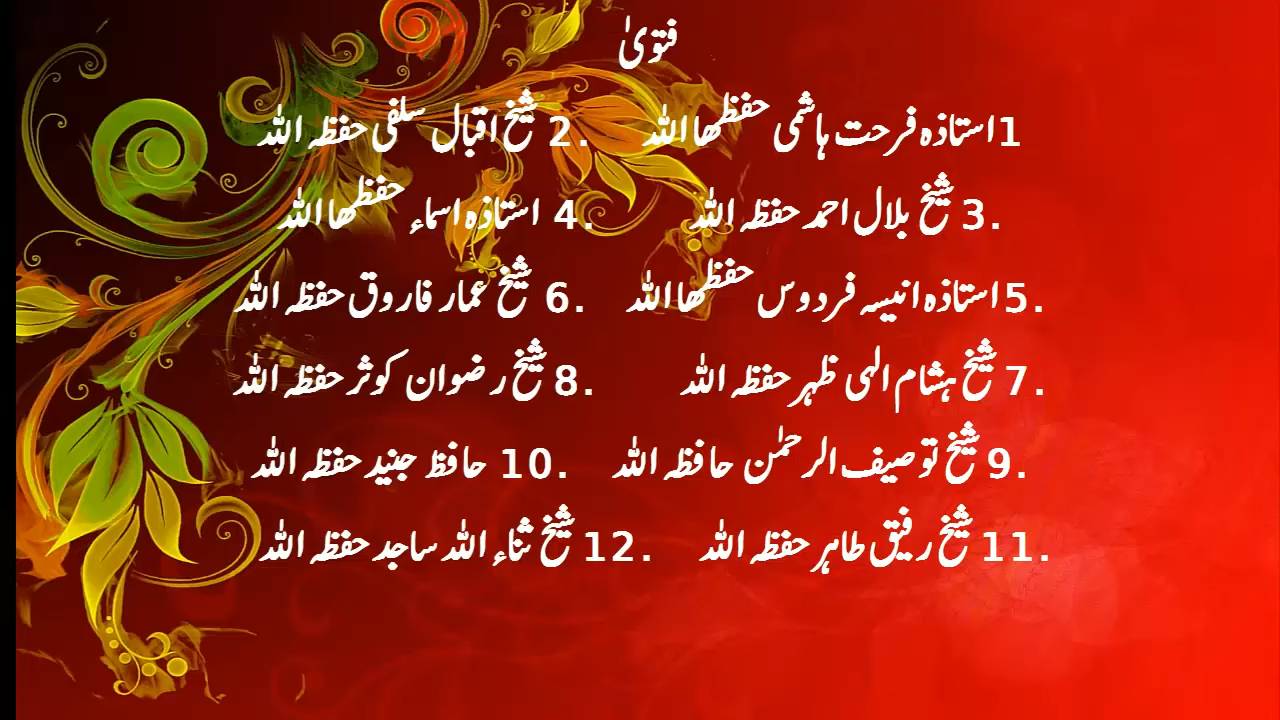 فتویٰ
1استاذہ فرحت ہاشمی حفظھا اللہ .2 شیخ اقبال سلفی حفظہ اللہ
.3 شیخ بلال احمد حفظہ اللہ .4 استاذہ اسماء حفظھا اللہ
.5استاذہ انیسہ فردوس حفظھا اللہ .6 شیخ عمار فاروق حفظہ اللہ
.7 شیخ ہشام الہی ظہر حفظہ اللہ .8 شیخ رضوان کوثر حفظہ اللہ
.9 شیخ توصیف الرحمٰن حافظہ اللہ .10 حافظ جنید حفظہ اللہ
.11 شیخ رفیق طاہر حفظہ اللہ .12 شیخ ثناء اللہ ساجد حفظہ اللہ